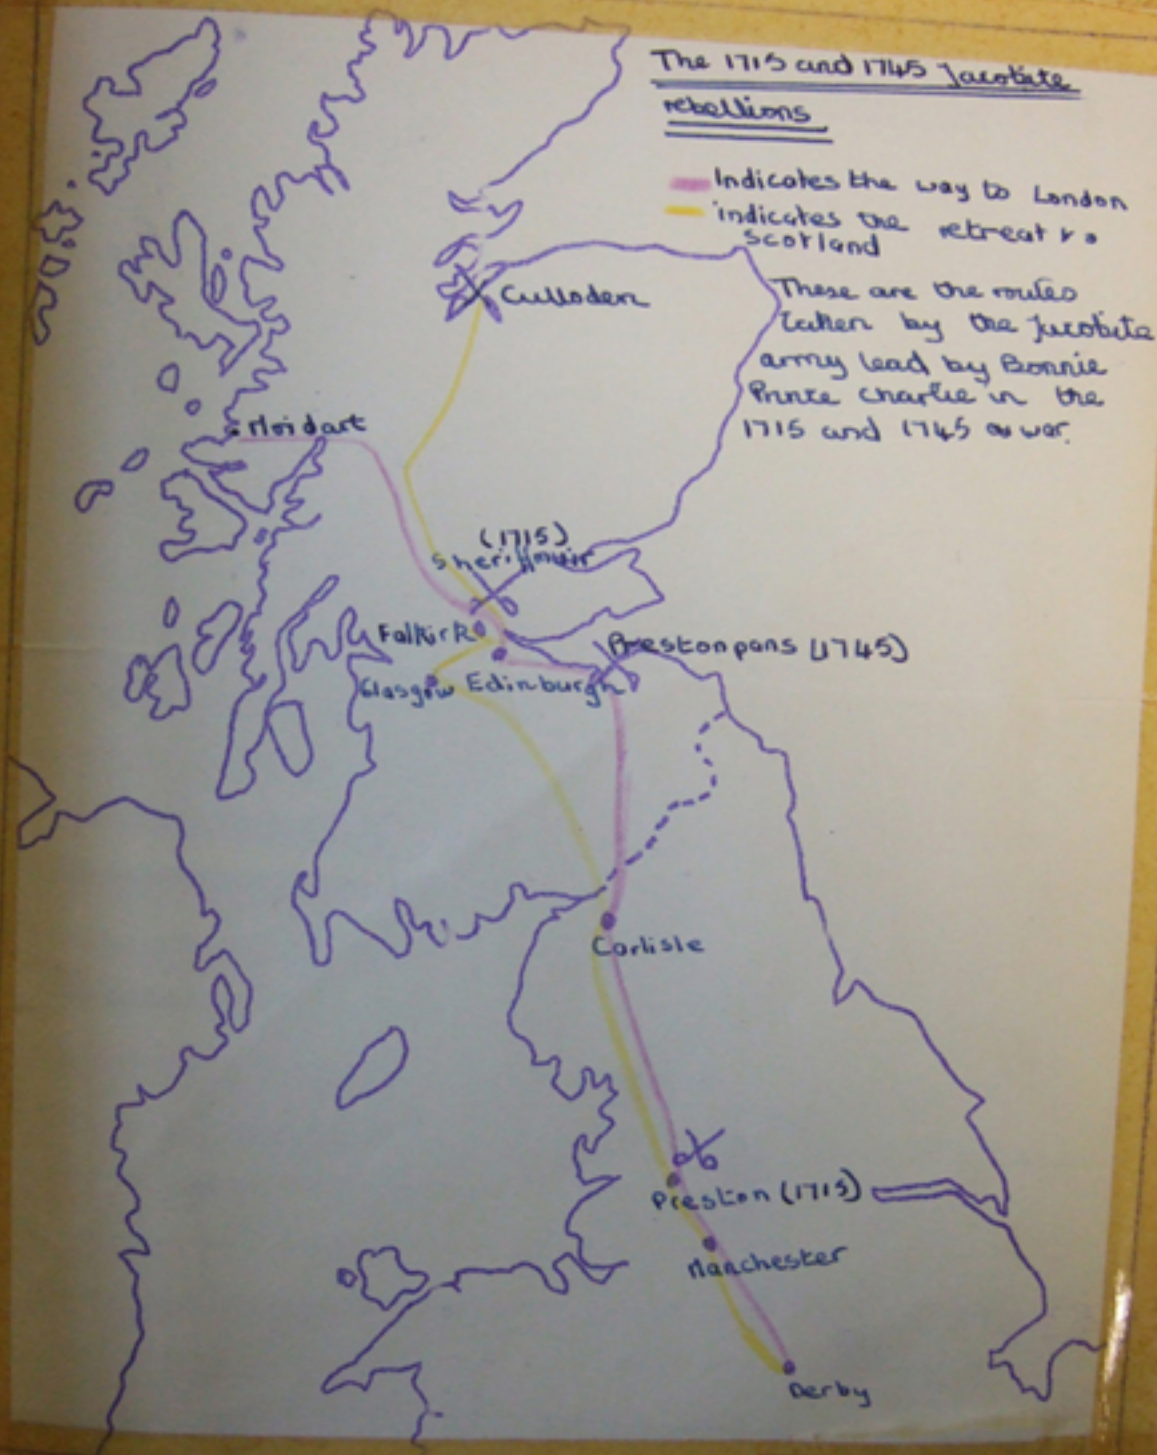 The 1715 and 1745 Jacobite
rebellions
Indicates the way to London
indicates the retreat to
Scotland
These are the routes
taken by the Jacobite
army lead by Bonnie
Prince Charlie in the
1715 and 1745 war.
Culloden
Moidart
(1715)
Sheriffmuir
Falkirk
Prestonpans (1745)
Glasgow Edinburgh
Carlisle
Preston (1715)
Manchester
Derby